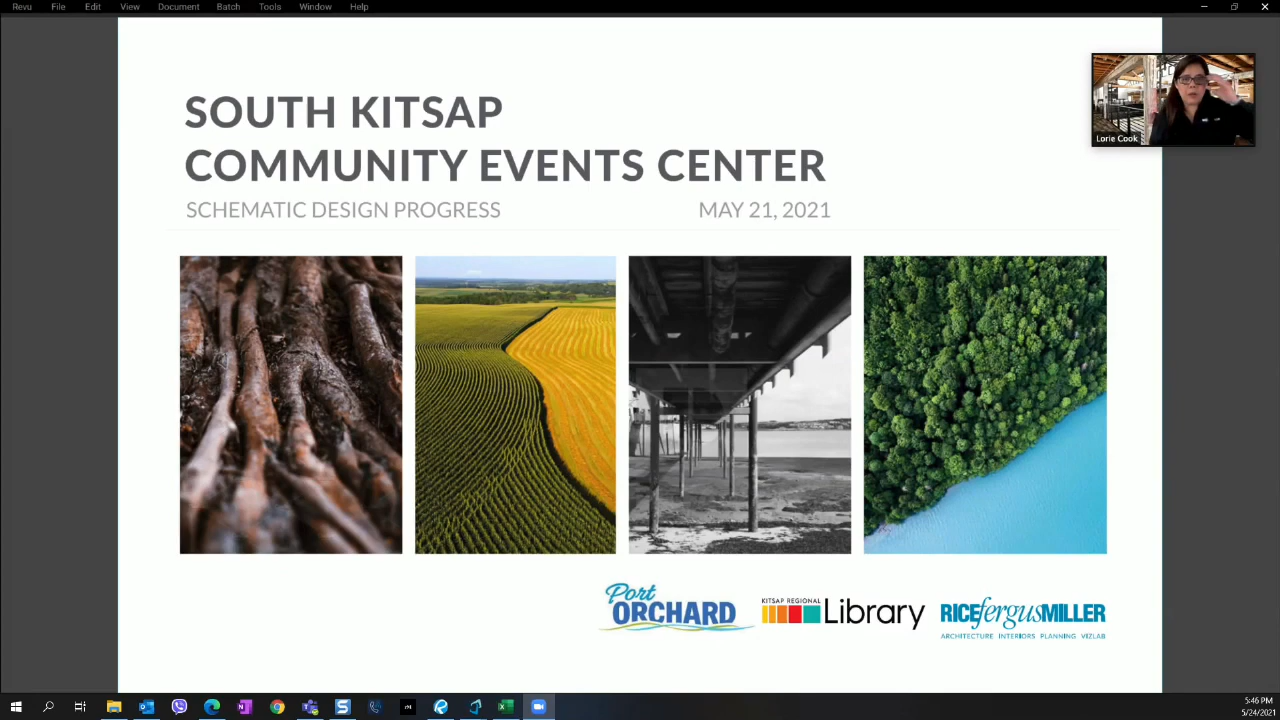 Revu File Edit View Document Batch Tools Window Help
SOUTH KITSAP
COMMUNITY EVENTS CENTER
SCHEMATIC DESIGN PROGRESS MAY 21, 2021
Lorie Cook
Port
ORCHARD
KITSAP REGIONAL
Library
RICEfergusMILLER
ARCHITECTURE INTERIORS PLANNING VIZLAB
5:46 PM
5/24/2021